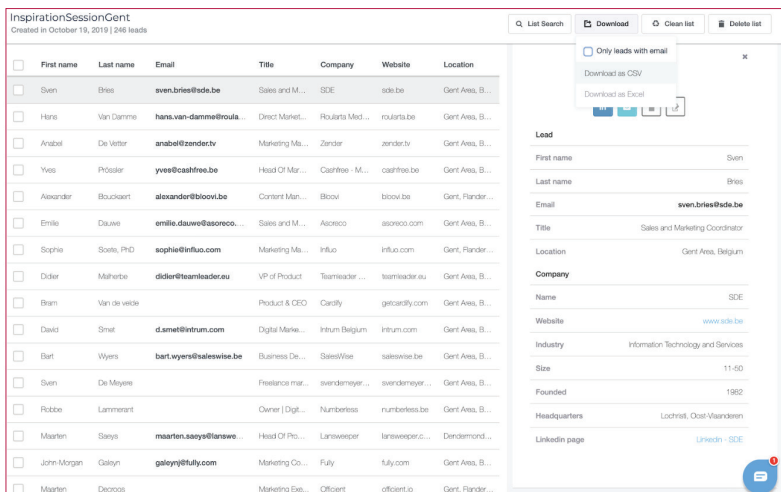 InspirationSessionGent
Created in October 19, 2019 | 246 leads
List Search Download Clean list Delete list
Only leads with email
Download as CSV
Download as Excel
First name Last name Email Title Company Website Location
Sven Bries sven.bries@sde.be Sales and M... SDE sde.be Gent Area, B...
Hans Van Damme hans.van-damme@roula... Direct Market... Roularta Med... roularta.be Gent Area, B...
Anabel De Vetter anabel@zender.tv Marketing Ma... Zender zender.tv Gent Area, B...
Yves Prössler yves@cashfree.be Head Of Mar... Cashfree - M... cashfree.be Gent Area, B...
Alexander Bouckaert alexander@bloovi.be Content Man... Bloovi bloovi.be Gent, Flander...
Emilie Dauwe emilie.dauwe@asoreco.... Sales and M... Asoreco asoreco.com Gent Area, B...
Sophie Soete, PhD sophie@influo.com Marketing Ma... Influo influo.com Gent, Flander...
Didier Malherbe didier@teamleader.eu VP of Product Teamleader ... teamleader.eu Gent Area, B...
Bram Van de velde Product & CEO Cardify getcardify.com Gent Area, B...
David Smet d.smet@intrum.com Digital Marke... Intrum Belgium intrum.com Gent Area, B...
Bart Wyers bart.wyers@saleswise.be Business De... SalesWise saleswise.be Gent Area, B...
Sven De Meyere Freelance mar... svendemeyer... svendemeyer... Gent Area, B...
Robbe Lammerant Owner | Digit... Numberless numberless.be Gent Area, B...
Maarten Saeys maarten.saeys@lanswe... Head Of Pro... Lansweeper lansweeper.c... Dendermond...
John-Morgan Galeyn galeynj@fully.com Marketing Co... Fully fully.com Gent Area, B...
Maarten Decroos Marketing Exe... Officient officient.io Gent, Flander...
Lead
First name Sven
Last name Bries
Email sven.bries@sde.be
Title Sales and Marketing Coordinator
Location Gent Area, Belgium
Company
Name SDE
Website www.sde.be
Industry Information Technology and Services
Size 11-50
Founded 1982
Headquarters Lochristi, Oost-Vlaanderen
Linkedin page Linkedin - SDE